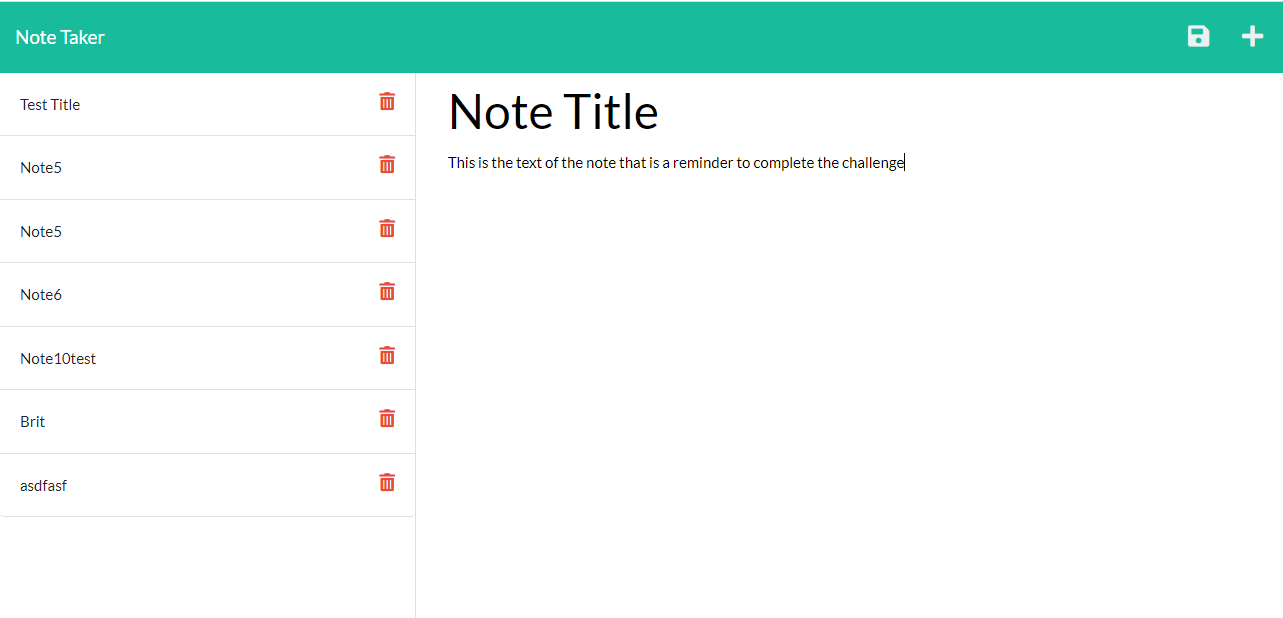 Note Taker
Test Title
Note5
Note5
Note6
Note10test
Brit
asdfasf
Note Title
This is the text of the note that is a reminder to complete the challenge